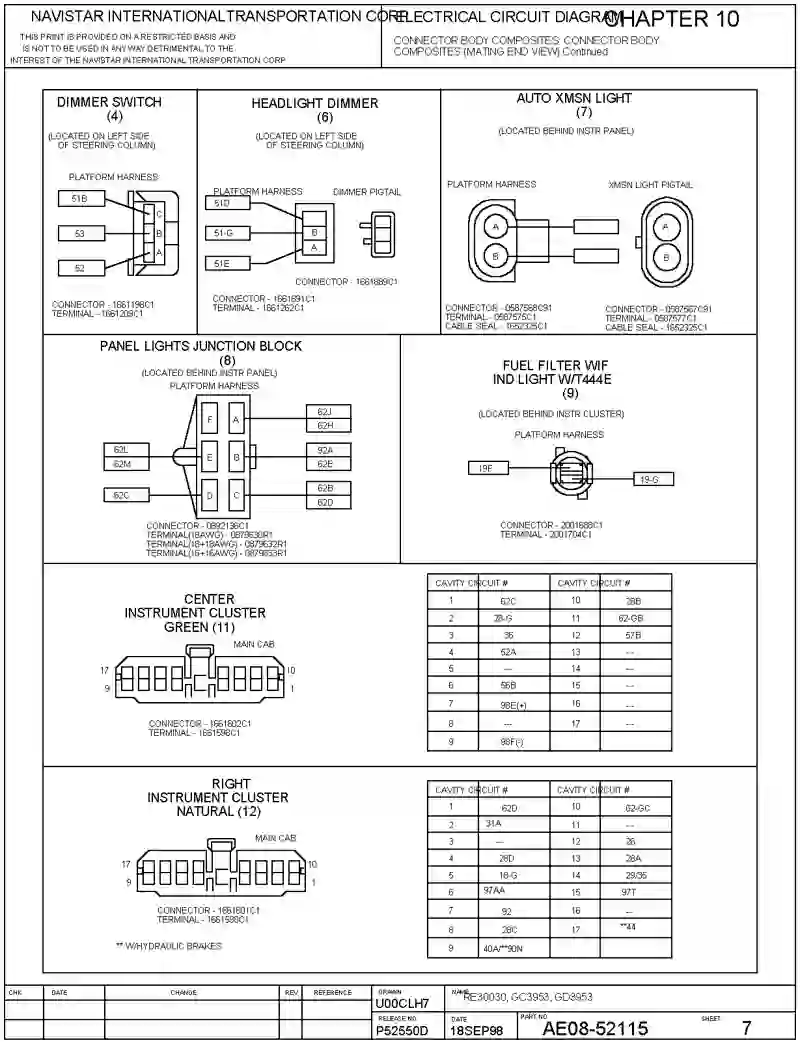 NAVISTAR INTERNATIONAL TRANSPORTATION CORP
THIS PRINT IS PROVIDED ON A RESTRICTED BASIS AND
IS NOT TO BE USED IN ANY WAY DETRIMENTAL TO THE
INTEREST OF THE NAVISTAR INTERNATIONAL TRANSPORTATION CORP
ELECTRICAL CIRCUIT DIAGRAM
CHAPTER 10
CONNECTOR BODY COMPOSITES: CONNECTOR BODY
COMPOSITES (MATING END VIEW) Continued
DIMMER SWITCH
(4)
(LOCATED ON LEFT SIDE
OF STEERING COLUMN)
PLATFORM HARNESS
51B
53
52
C
B
A
CONNECTOR - 1661198C1
TERMINAL - 1661209C1
HEADLIGHT DIMMER
(6)
(LOCATED ON LEFT SIDE
OF STEERING COLUMN)
PLATFORM HARNESS
DIMMER PIGTAIL
51D
51-G
51E
B
A
CONNECTOR - 1661689C1
CONNECTOR - 1661691C1
TERMINAL - 1661262C1
AUTO XMSN LIGHT
(7)
(LOCATED BEHIND INSTR PANEL)
PLATFORM HARNESS
XMSN LIGHT PIGTAIL
A
B
A
B
CONNECTOR - 0587568C91
TERMINAL - 0587575C1
CABLE SEAL - 1652325C1
CONNECTOR - 0587567C91
TERMINAL - 0587577C1
CABLE SEAL - 1652325C1
PANEL LIGHTS JUNCTION BLOCK
(8)
(LOCATED BEHIND INSTR PANEL)
PLATFORM HARNESS
62J
62H
62L
62M
92A
62E
62C
62B
62D
F
A
E
B
D
C
CONNECTOR - 0892136C1
TERMINAL(18AWG) - 0879630R1
TERMINAL(18+18AWG) - 0879632R1
TERMINAL(16+16AWG) - 0879653R1
FUEL FILTER WIF
IND LIGHT W/T444E
(9)
(LOCATED BEHIND INSTR CLUSTER)
PLATFORM HARNESS
19F
19-G
CONNECTOR - 2001688C1
TERMINAL - 2001704C1
CENTER
INSTRUMENT CLUSTER
GREEN (11)
MAIN CAB
17
10
9
1
CONNECTOR - 1661602C1
TERMINAL - 1661598C1
CAVITY CIRCUIT # CAVITY CIRCUIT #
1 62C 10 28B
2 28-G 11 62-GB
3 36 12 57B
4 52A 13 ---
5 --- 14 ---
6 56B 15 ---
7 98E(+) 16 ---
8 --- 17 ---
9 98F(-)
RIGHT
INSTRUMENT CLUSTER
NATURAL (12)
MAIN CAB
17
10
9
1
CONNECTOR - 1661601C1
TERMINAL - 1661598C1
** W/HYDRAULIC BRAKES
CAVITY CIRCUIT # CAVITY CIRCUIT #
1 62D 10 62-GC
2 31A 11 ---
3 --- 12 28
4 28D 13 28A
5 18-G 14 29/36
6 97AA 15 97T
7 92 16 ---
8 28C 17 **44
9 40A/**90N
CHK DATE CHANGE REV REFERENCE
DRAWN
U00CLH7
NAME
RE30030, GC3953, GD3953
RELEASE NO.
P52550D
DATE
18SEP98
PART NO.
AE08-52115
SHEET
7